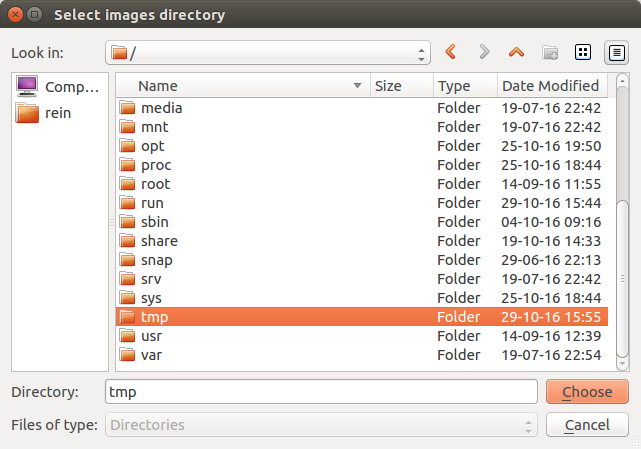 Select images directory
Look in: /
Comp...
rein
Name Size Type Date Modified
media Folder 19-07-16 22:42
mnt Folder 19-07-16 22:42
opt Folder 25-10-16 19:50
proc Folder 25-10-16 18:44
root Folder 14-09-16 11:55
run Folder 29-10-16 15:44
sbin Folder 04-10-16 09:16
share Folder 19-10-16 14:33
snap Folder 29-06-16 22:13
srv Folder 19-07-16 22:42
sys Folder 25-10-16 18:44
tmp Folder 29-10-16 15:55
usr Folder 14-09-16 12:39
var Folder 19-07-16 22:54
Directory: tmp Choose
Files of type: Directories Cancel